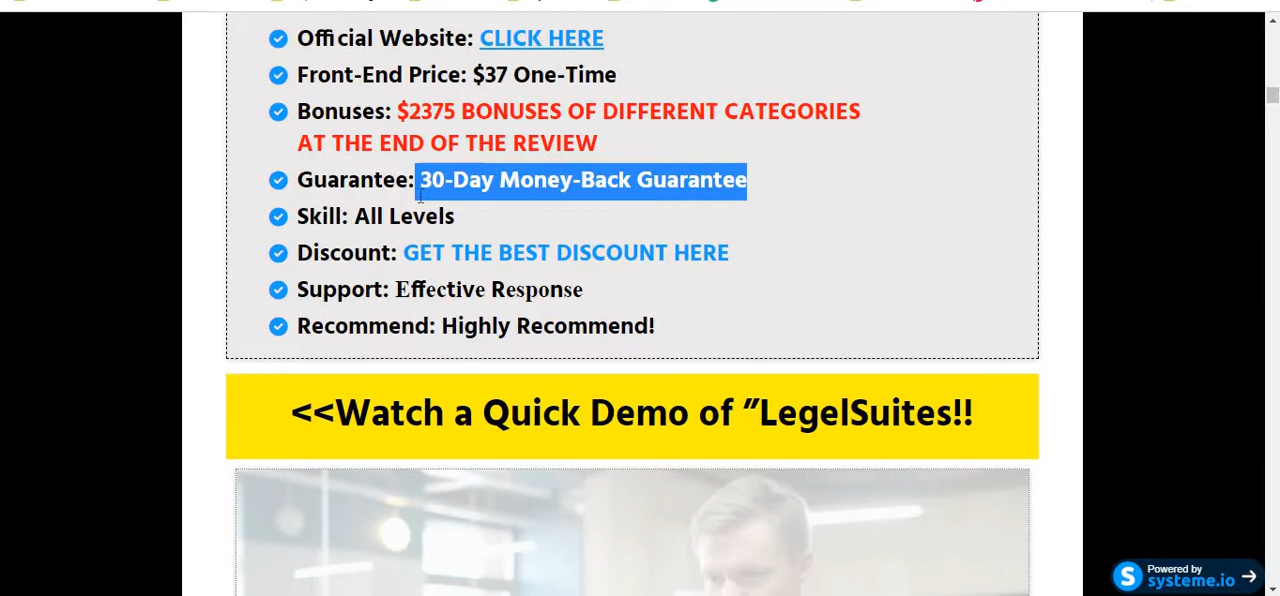 Official Website: CLICK HERE
Front-End Price: $37 One-Time
Bonuses: $2375 BONUSES OF DIFFERENT CATEGORIES
AT THE END OF THE REVIEW
Guarantee: 30-Day Money-Back Guarantee
Skill: All Levels
Discount: GET THE BEST DISCOUNT HERE
Support: Effective Response
Recommend: Highly Recommend!
<<Watch a Quick Demo of ”LegelSuites!!
Powered by
systeme.io